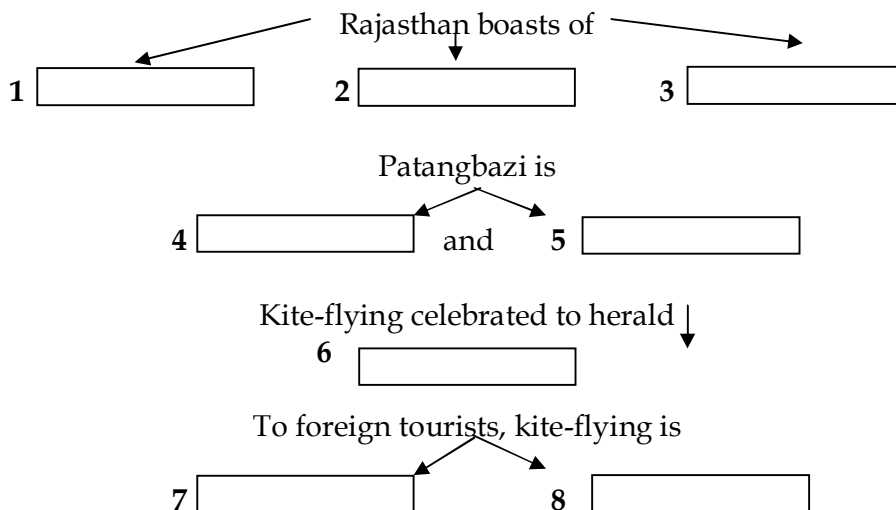 Rajasthan boasts of
1 2 3
Patangbazi is
4 and 5
Kite-flying celebrated to herald
6
To foreign tourists, kite-flying is
7 8